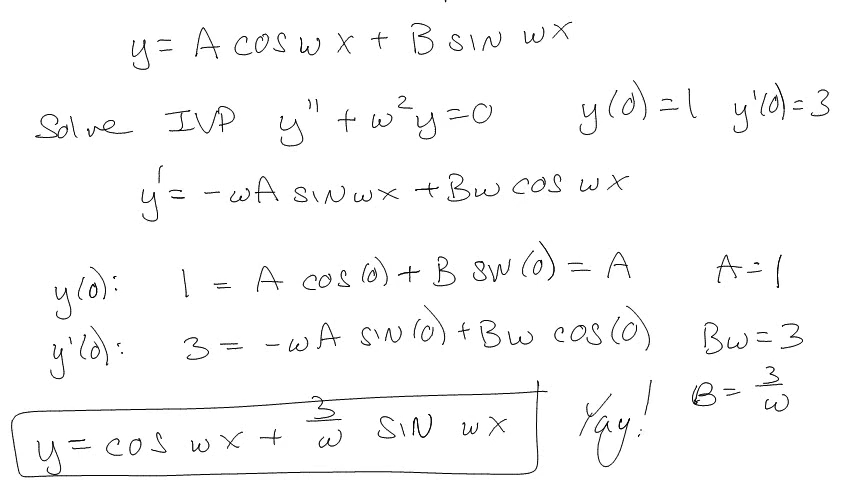 y = A cos ω x + B sin ωx
Solve IVP y'' + ω²y = 0 y(0) = 1 y'(0) = 3
y' = -ωA sin ωx + Bω cos ωx
y(0): 1 = A cos(0) + B sin(0) = A A = 1
y'(0): 3 = -ωA sin(0) + Bω cos(0) Bω = 3
B = 3/ω
y = cos ωx + 3/ω sin ωx Yay!